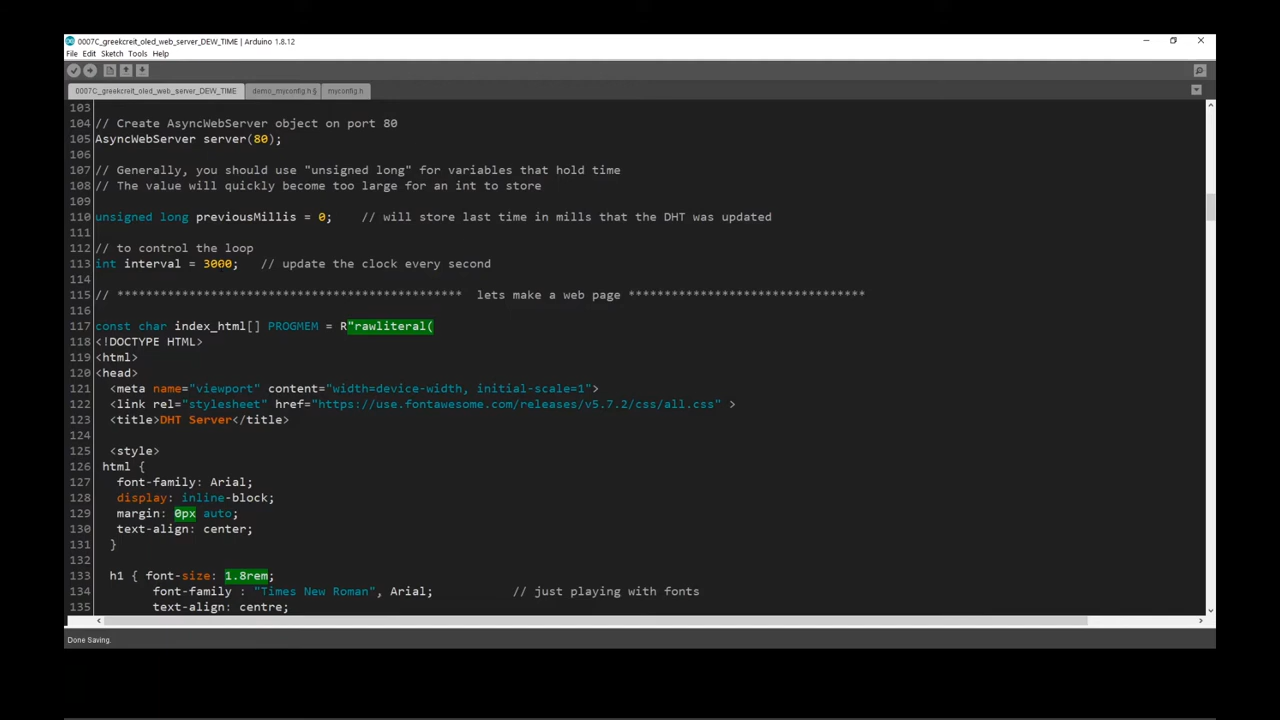 0007C_greekcreit_oled_web_server_DEW_TIME | Arduino 1.8.12
File Edit Sketch Tools Help
0007C_greekcreit_oled_web_server_DEW_TIME demo_myconfig.h § myconfig.h
103
104 // Create AsyncWebServer object on port 80
105 AsyncWebServer server(80);
106
107 // Generally, you should use "unsigned long" for variables that hold time
108 // The value will quickly become too large for an int to store
109
110 unsigned long previousMillis = 0;    // will store last time in mills that the DHT was updated
111
112 // to control the loop
113 int interval = 3000;   // update the clock every second
114
115 // ************************************************  lets make a web page *********************************
116
117 const char index_html[] PROGMEM = R"rawliteral(
118 <!DOCTYPE HTML>
119 <html>
120 <head>
121   <meta name="viewport" content="width=device-width, initial-scale=1">
122   <link rel="stylesheet" href="https://use.fontawesome.com/releases/v5.7.2/css/all.css" >
123   <title>DHT Server</title>
124
125   <style>
126  html {
127    font-family: Arial;
128    display: inline-block;
129    margin: 0px auto;
130    text-align: center;
131   }
132
133   h1 { font-size: 1.8rem;
134         font-family : "Times New Roman", Arial;           // just playing with fonts
135         text-align: centre;
Done Saving.